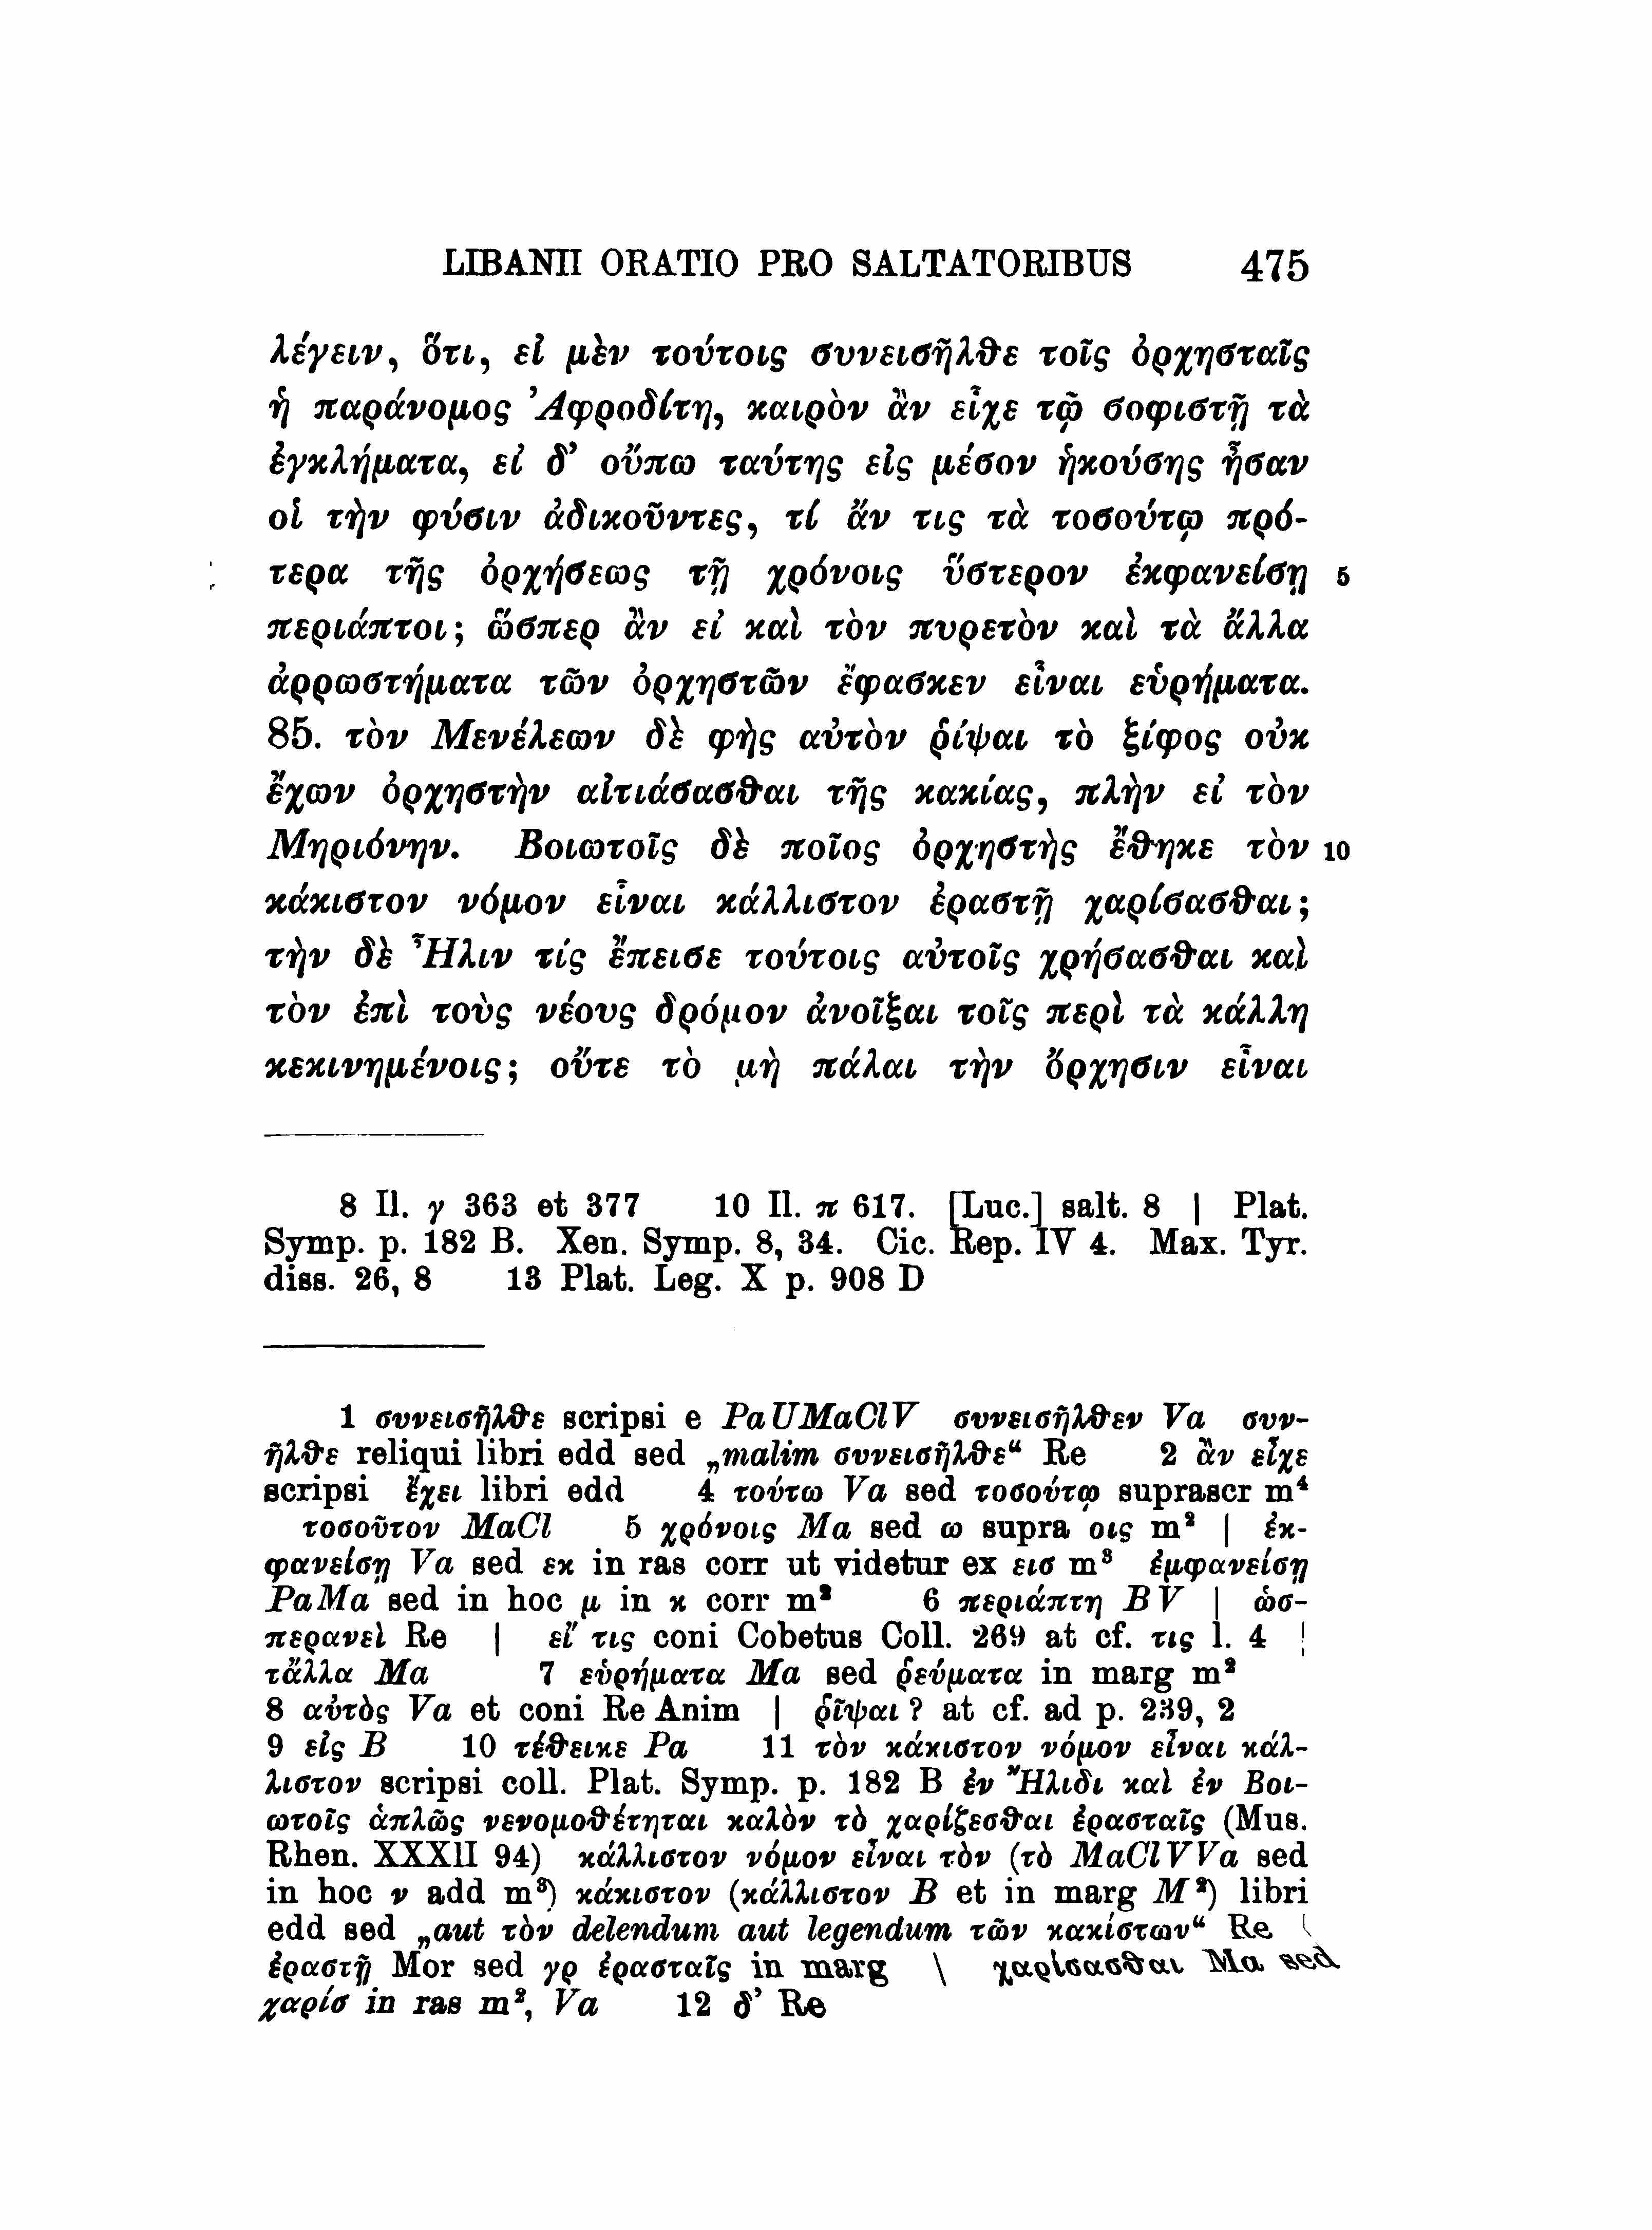 LIBANII ORATIO PRO SALTATORIBUS 475
λέγειν, ὅτι, εἰ μὲν τούτοις συνεισῆλθε τοῖς ὀρχησταῖς
ἡ παράνομος Ἀφροδίτη, καιρὸν ἂν εἶχε τῷ σοφιστῇ τὰ
ἐγκλήματα, εἰ δ’ οὔπω ταύτης εἰς μέσον ἡκούσης ἦσαν
οἱ τὴν φύσιν ἀδικοῦντες, τί ἄν τις τὰ τοσούτῳ πρό-
τερα τῆς ὀρχήσεως τῇ χρόνοις ὕστερον ἐκφανείσῃ 5
περιάπτοι; ὥσπερ ἂν εἰ καὶ τὸν πυρετὸν καὶ τὰ ἄλλα
ἀρρωστήματα τῶν ὀρχηστῶν ἔφασκεν εἶναι εὑρήματα.
85. τὸν Μενέλεων δὲ φὴς αὐτὸν ῥίψαι τὸ ξίφος οὐκ
ἔχων ὀρχηστὴν αἰτιάσασθαι τῆς κακίας, πλὴν εἰ τὸν
Μηριόνην. Βοιωτοῖς δὲ ποῖος ὀρχηστὴς ἔθηκε τὸν 10
κάκιστον νόμον εἶναι κάλλιστον ἐραστῇ χαρίσασθαι;
τὴν δὲ Ἦλιν τίς ἔπεισε τούτοις αὐτοῖς χρήσασθαι καὶ
τὸν ἐπὶ τοὺς νέους δρόμον ἀνοῖξαι τοῖς περὶ τὰ κάλλη
κεκινημένοις; οὔτε τὸ μὴ πάλαι τὴν ὄρχησιν εἶναι
8 Il. γ 363 et 377 10 Il. π 617. [Luc.] salt. 8 | Plat.
Symp. p. 182 B. Xen. Symp. 8, 34. Cic. Rep. IV 4. Max. Tyr.
diss. 26, 8 13 Plat. Leg. X p. 908 D
1 συνεισῆλθε scripsi e PaUMaClV συνεισῆλθεν Va συν-
ῆλθε reliqui libri edd sed „malim συνεισῆλθε“ Re 2 ἂν εἶχε
scripsi ἔχει libri edd 4 τούτω Va sed τοσούτῳ suprascr m⁴
τοσοῦτον MaCl 5 χρόνοις Ma sed ω supra οις m² | ἐκ-
φανείσῃ Va sed εκ in ras corr ut videtur ex εισ m³ ἐμφανείσῃ
PaMa sed in hoc μ in κ corr m² 6 περιάπτη BV | ὡσ-
περανεὶ Re | εἴ τις coni Cobetus Coll. 269 at cf. τις l. 4 |
τἄλλα Ma 7 εὑρήματα Ma sed ῥεύματα in marg m²
8 αὐτὸς Va et coni Re Anim | ῥῖψαι? at cf. ad p. 239, 2
9 εἰς B 10 τέθεικε Pa 11 τὸν κάκιστον νόμον εἶναι κάλ-
λιστον scripsi coll. Plat. Symp. p. 182 B ἐν Ἤλιδι καὶ ἐν Βοι-
ωτοῖς ἁπλῶς νενομοθέτηται καλὸν τὸ χαρίζεσθαι ἐρασταῖς (Mus.
Rhen. XXXII 94) κάλλιστον νόμον εἶναι τὸν (τὸ MaClVVa sed
in hoc ν add m³) κάκιστον (κάλλιστον B et in marg M²) libri
edd sed „aut τὸν delendum aut legendum τῶν κακίστων“ Re |
ἐραστῇ Mor sed γρ ἐρασταῖς in marg | χαρίσασθαι Ma sed
χαρίσ in ras m², Va 12 δ’ Re